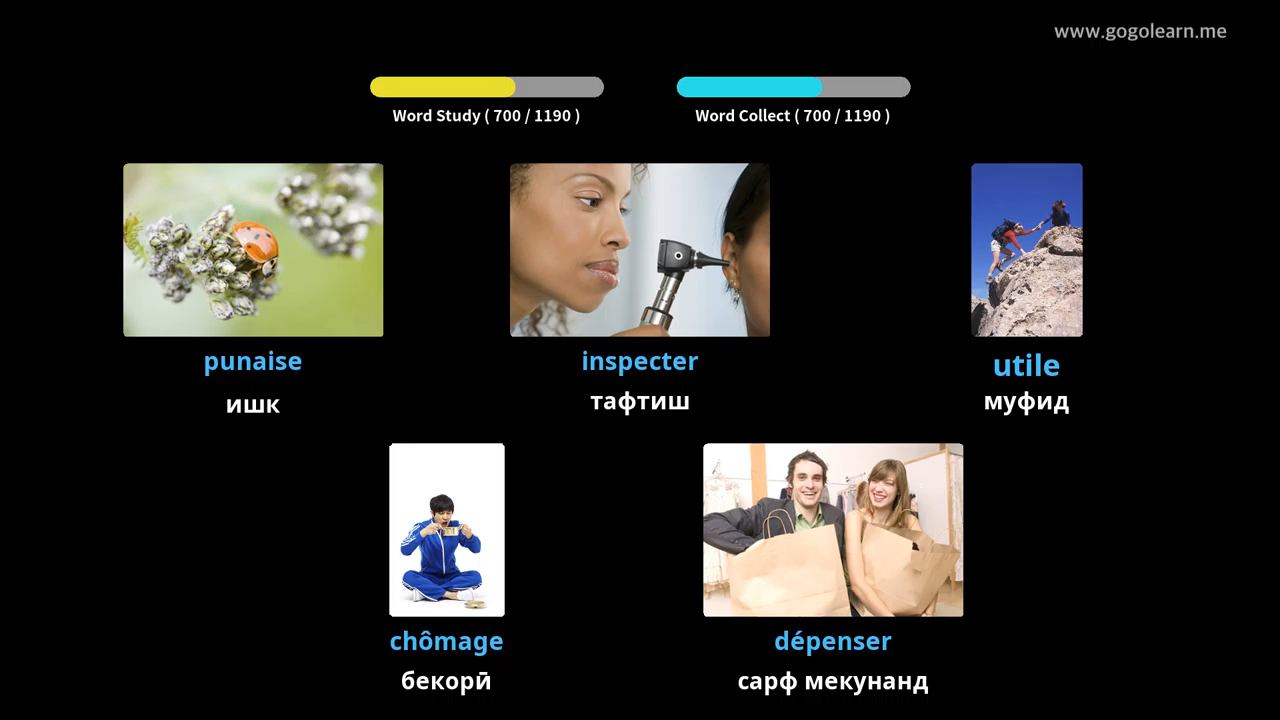 www.gogolearn.me
Word Study ( 700 / 1190 )
Word Collect ( 700 / 1190 )
punaise
inspecter
utile
ишк
тафтиш
муфид
chômage
dépenser
бекорӣ
сарф мекунанд